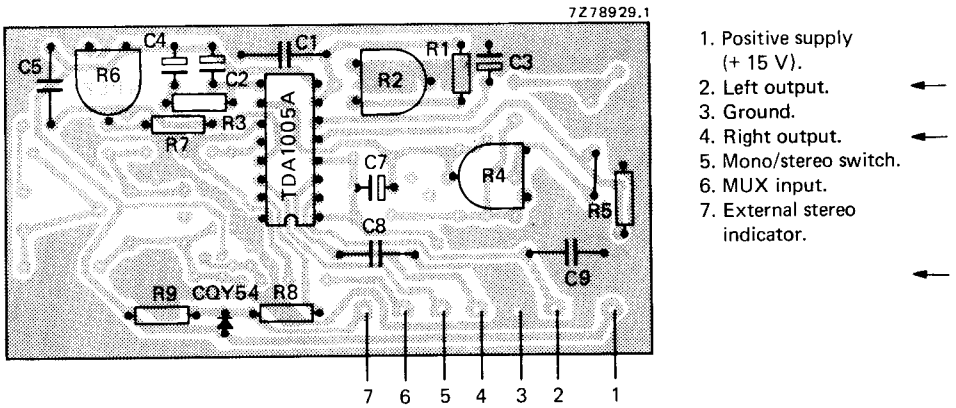 7Z78929.1
C4
C1
R1
C5
R6
R2
C3
C2
R3
R7
TDA1005A
C7
R4
R5
C8
C9
R9
CQY54
R8
7 6 5 4 3 2 1
1. Positive supply
(+ 15 V).
2. Left output.
3. Ground.
4. Right output.
5. Mono/stereo switch.
6. MUX input.
7. External stereo
indicator.